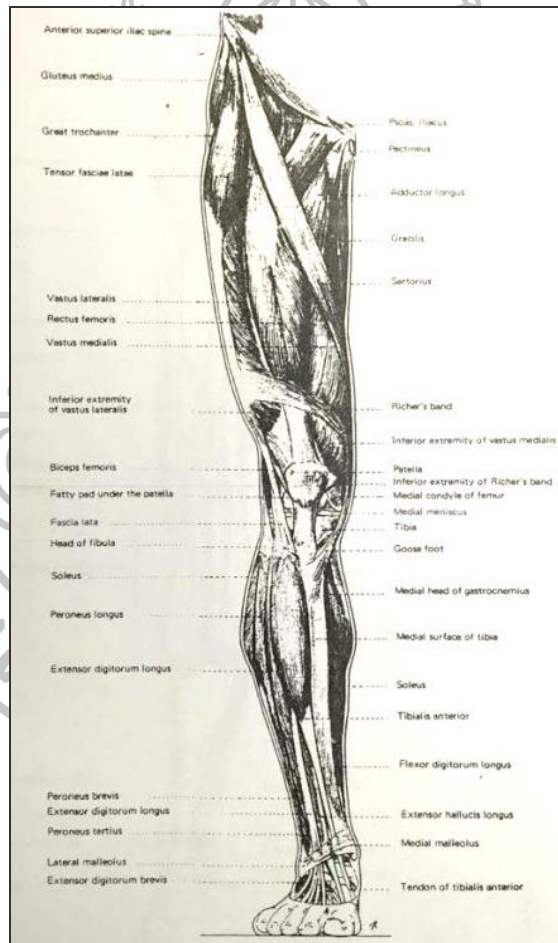 Anterior superior iliac spine
Gluteus medius
Great trochanter
Tensor fasciae latae
Vastus lateralis
Rectus femoris
Vastus medialis
Inferior extremity
of vastus lateralis
Biceps femoris
Fatty pad under the patella
Fascia lata
Head of fibula
Soleus
Peroneus longus
Extensor digitorum longus
Peroneus brevis
Extensor digitorum longus
Peroneus tertius
Lateral malleolus
Extensor digitorum brevis
Psoas, iliacus
Pectineus
Adductor longus
Gracilis
Sartorius
Richer's band
Inferior extremity of vastus medialis
Patella
Inferior extremity of Richer's band
Medial condyle of femur
Medial meniscus
Tibia
Goose foot
Medial head of gastrocnemius
Medial surface of tibia
Soleus
Tibialis anterior
Flexor digitorum longus
Extensor hallucis longus
Medial malleolus
Tendon of tibialis anterior